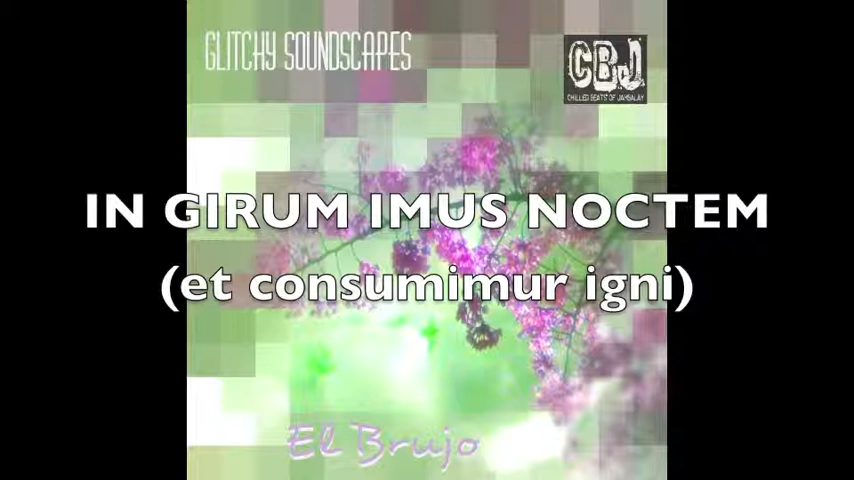 GLITCHY SOUNDSCAPES
CBJ
CHILLED BEATS OF JAMBALAY
IN GIRUM IMUS NOCTEM
(et consumimur igni)
El Brujo